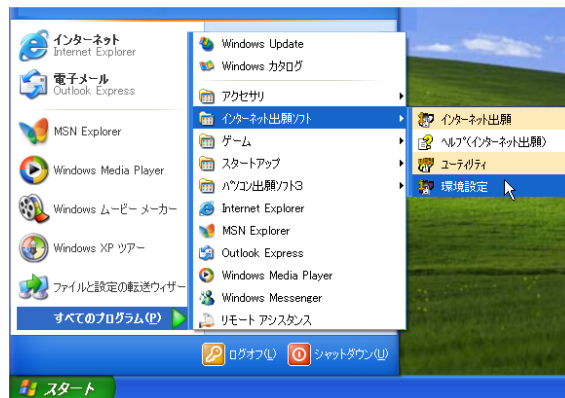 インターネット
Internet Explorer
電子メール
Outlook Express
MSN Explorer
Windows Media Player
Windows ムービー メーカー
Windows XP ツアー
ファイルと設定の転送ウィザー
すべてのプログラム(P)
Windows Update
Windows カタログ
アクセサリ
インターネット出願ソフト
ゲーム
スタートアップ
パソコン出願ソフト3
Internet Explorer
MSN Explorer
Outlook Express
Windows Media Player
Windows Messenger
リモート アシスタンス
インターネット出願
ヘルプ(インターネット出願)
ユーティリティ
環境設定
ログオフ(L)
シャットダウン(U)
スタート